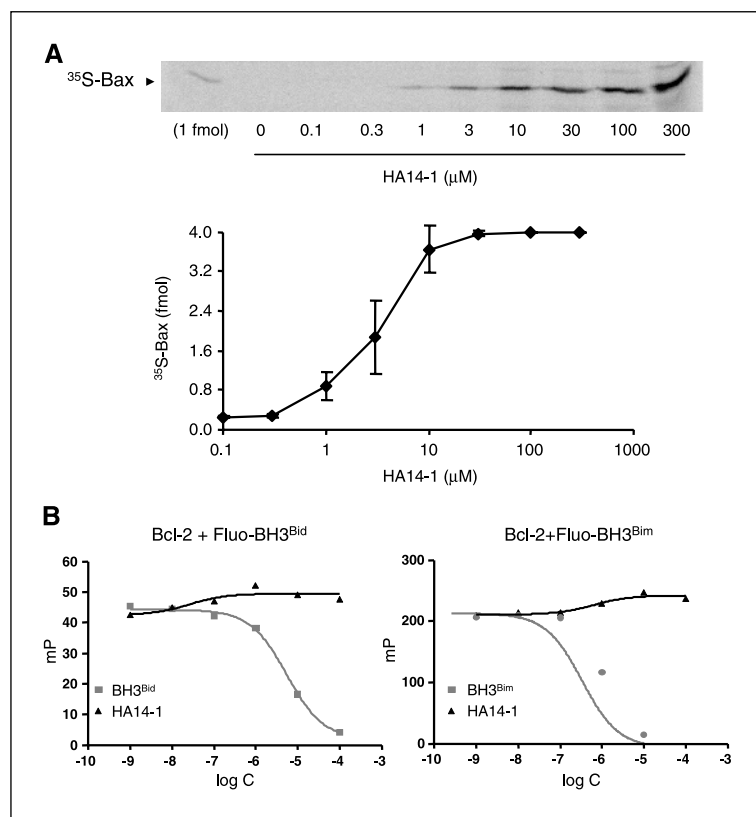 A
³⁵S-Bax ►
(1 fmol) 0 0.1 0.3 1 3 10 30 100 300
HA14-1 (μM)
4.0
3.2
2.4
1.6
0.8
0.0
³⁵S-Bax (fmol)
0.1 1 10 100 1000
HA14-1 (μM)
B
Bcl-2 + Fluo-BH3ᴮⁱᵈ
60
50
40
30
20
10
0
mP
BH3ᴮⁱᵈ
HA14-1
-10 -9 -8 -7 -6 -5 -4 -3
log C
Bcl-2+Fluo-BH3ᴮⁱᵐ
300
200
100
0
mP
BH3ᴮⁱᵐ
HA14-1
-10 -9 -8 -7 -6 -5 -4 -3
log C